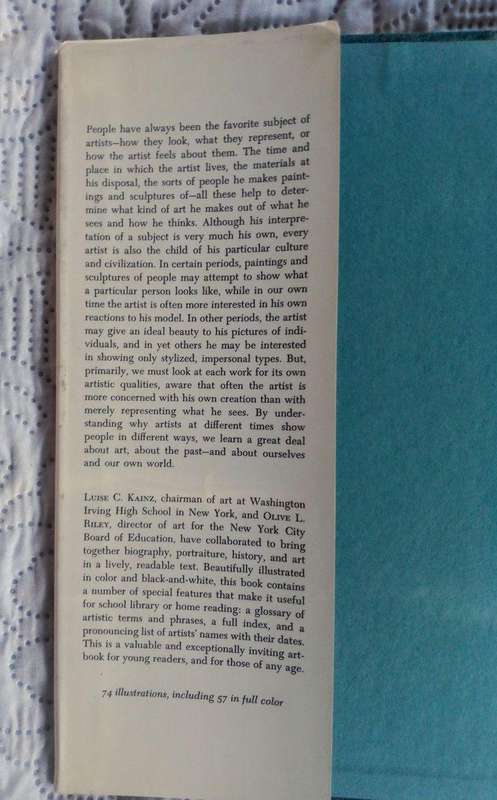 People have always been the favorite subject of
artists—how they look, what they represent, or
how the artist feels about them. The time and
place in which the artist lives, the materials at
his disposal, the sorts of people he makes paint-
ings and sculptures of—all these help to deter-
mine what kind of art he makes out of what he
sees and how he thinks. Although his interpre-
tation of a subject is very much his own, every
artist is also the child of his particular culture
and civilization. In certain periods, paintings and
sculptures of people may attempt to show what
a particular person looks like, while in our own
time the artist is often more interested in his own
reactions to his model. In other periods, the artist
may give an ideal beauty to his pictures of indi-
viduals, and in yet others he may be interested
in showing only stylized, impersonal types. But,
primarily, we must look at each work for its own
artistic qualities, aware that often the artist is
more concerned with his own creation than with
merely representing what he sees. By under-
standing why artists at different times show
people in different ways, we learn a great deal
about art, about the past—and about ourselves
and our own world.
LUISE C. KAINZ, chairman of art at Washington
Irving High School in New York, and OLIVE L.
RILEY, director of art for the New York City
Board of Education, have collaborated to bring
together biography, portraiture, history, and art
in a lively, readable text. Beautifully illustrated
in color and black-and-white, this book contains
a number of special features that make it useful
for school library or home reading: a glossary of
artistic terms and phrases, a full index, and a
pronouncing list of artists' names with their dates.
This is a valuable and exceptionally inviting art-
book for young readers, and for those of any age.
74 illustrations, including 57 in full color